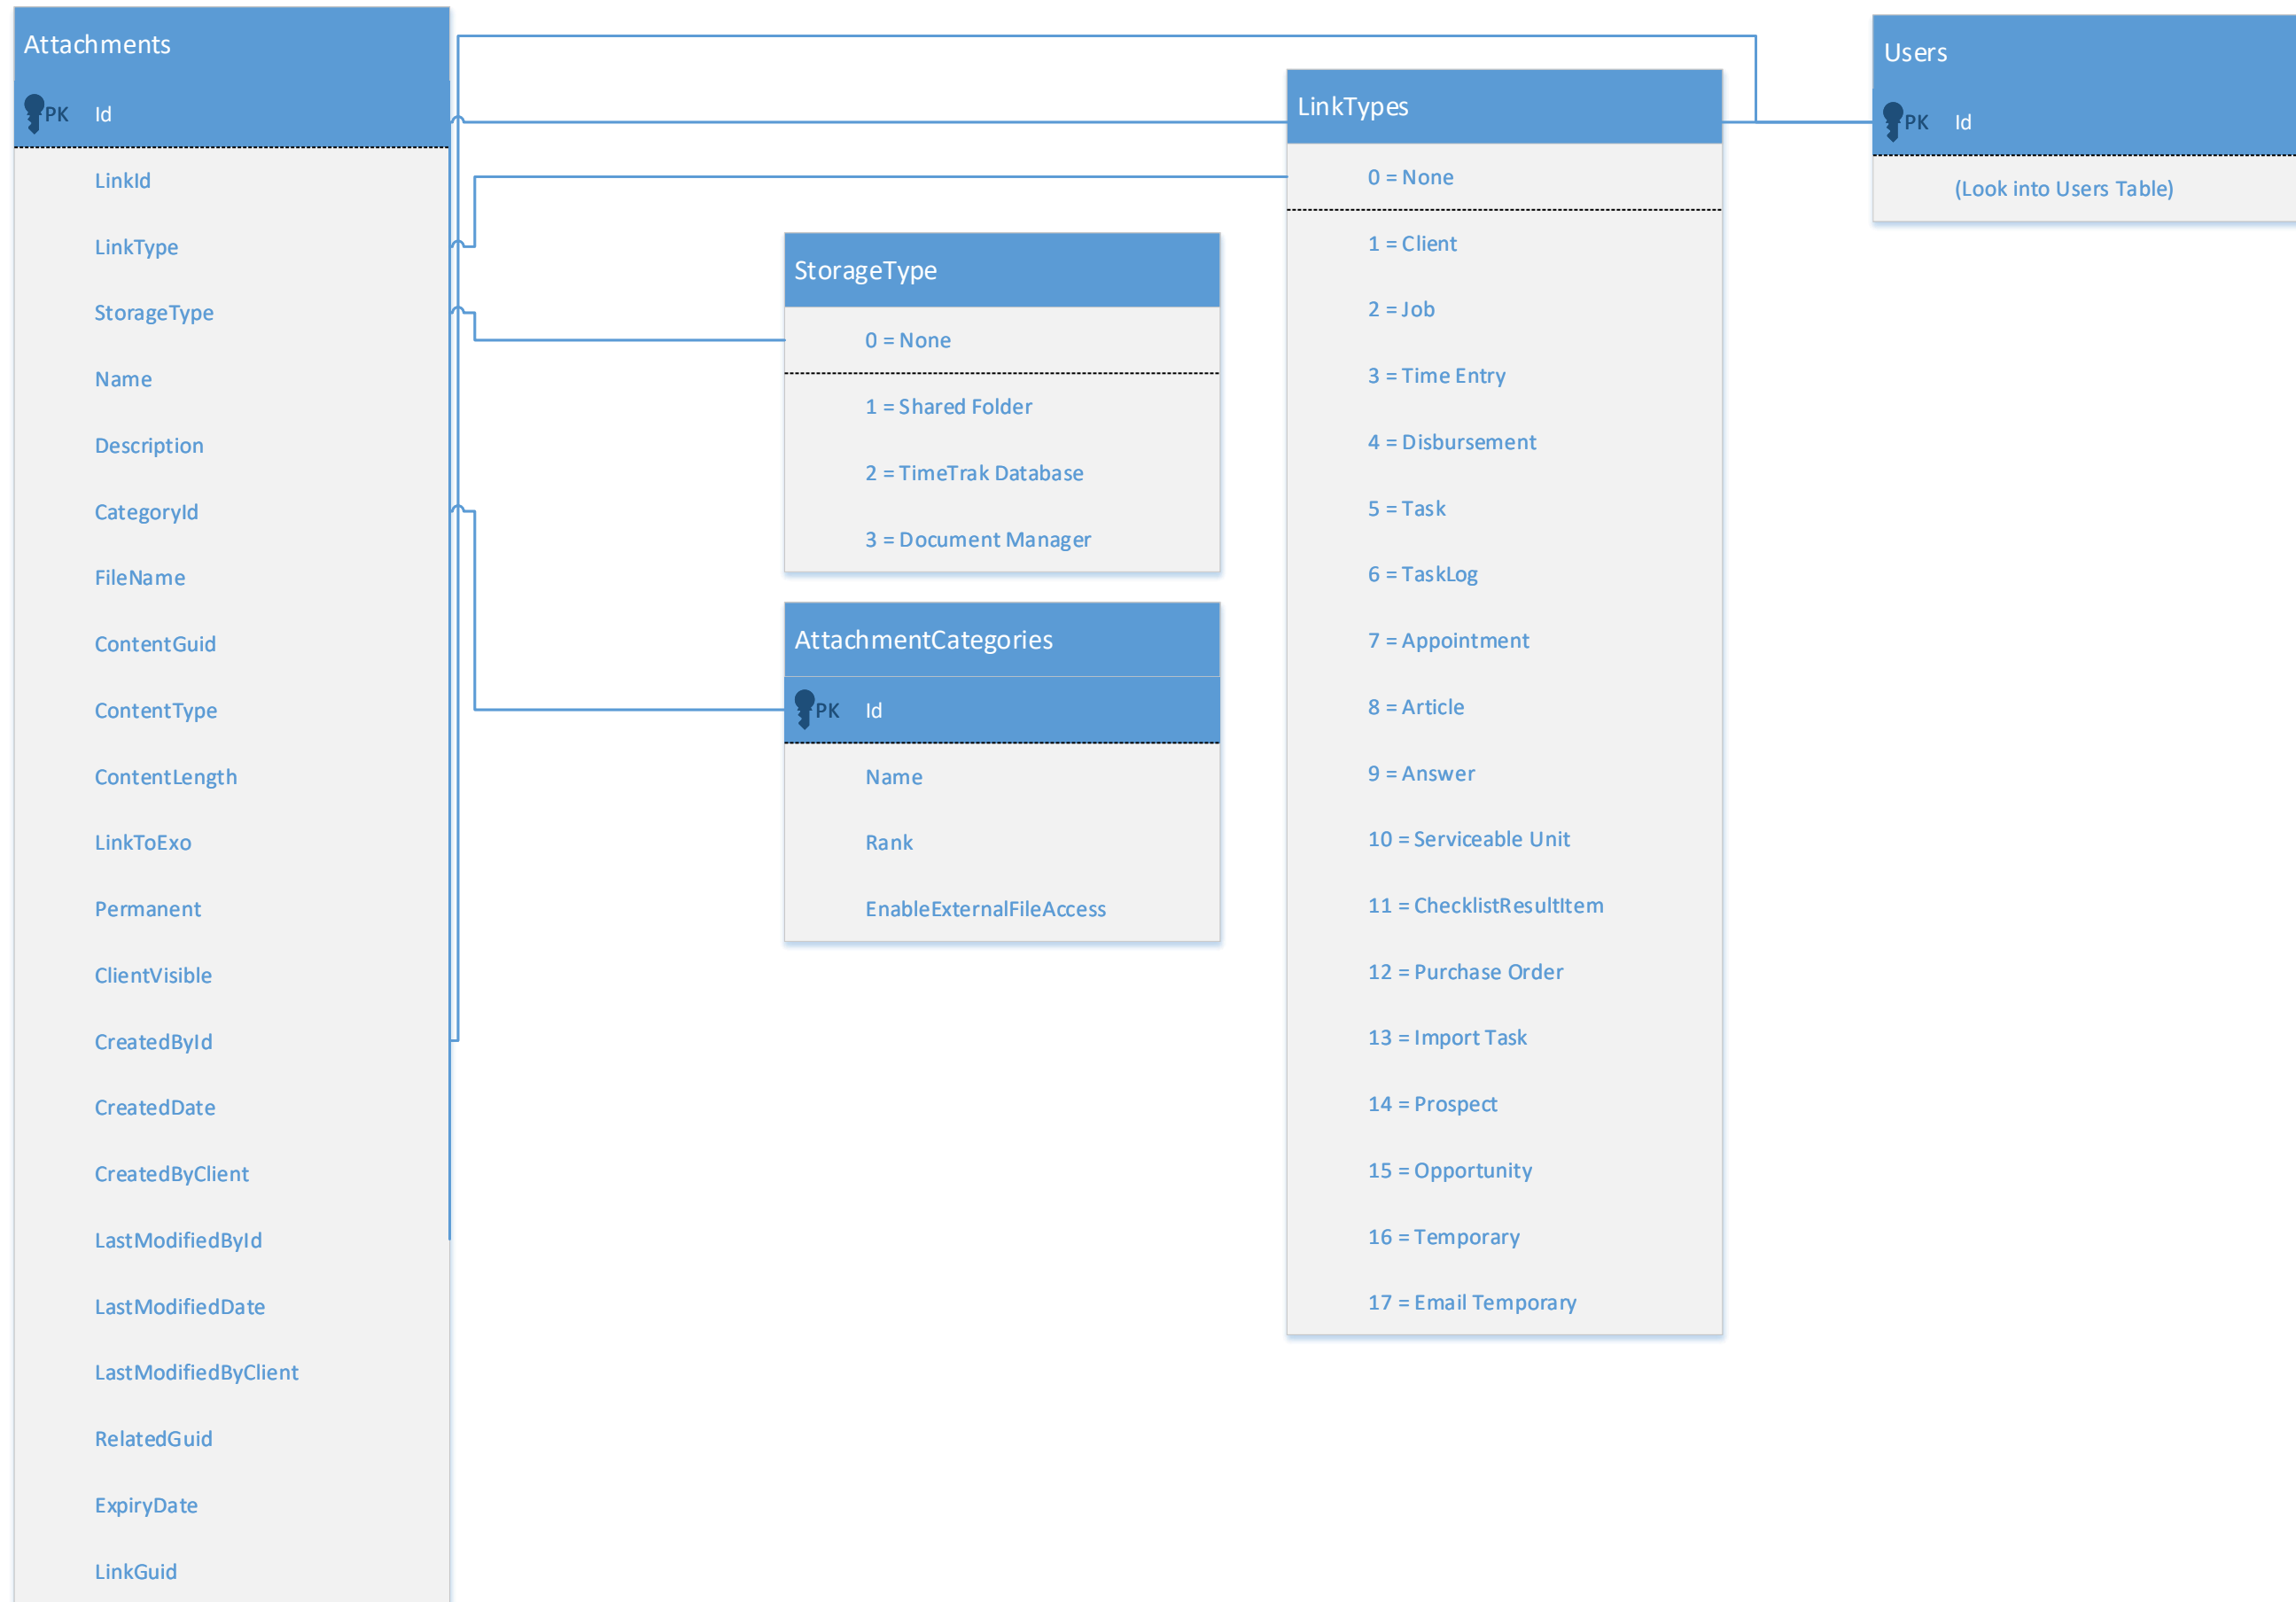 Attachments
PK Id
LinkId
LinkType
StorageType
Name
Description
CategoryId
FileName
ContentGuid
ContentType
ContentLength
LinkToExo
Permanent
ClientVisible
CreatedById
CreatedDate
CreatedByClient
LastModifiedById
LastModifiedDate
LastModifiedByClient
RelatedGuid
ExpiryDate
LinkGuid
StorageType
0 = None
1 = Shared Folder
2 = TimeTrak Database
3 = Document Manager
AttachmentCategories
PK Id
Name
Rank
EnableExternalFileAccess
LinkTypes
0 = None
1 = Client
2 = Job
3 = Time Entry
4 = Disbursement
5 = Task
6 = TaskLog
7 = Appointment
8 = Article
9 = Answer
10 = Serviceable Unit
11 = ChecklistResultItem
12 = Purchase Order
13 = Import Task
14 = Prospect
15 = Opportunity
16 = Temporary
17 = Email Temporary
Users
PK Id
(Look into Users Table)